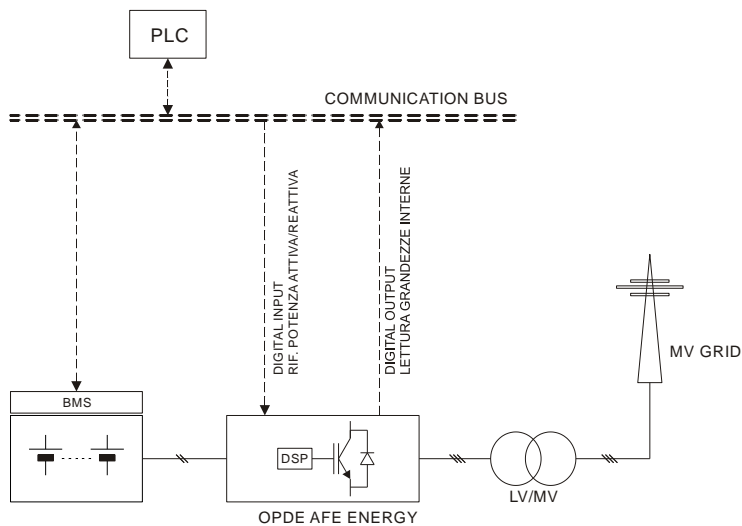 PLC
COMMUNICATION BUS
DIGITAL INPUT
RIF. POTENZA ATTIVA/REATTIVA
DIGITAL OUTPUT
LETTURA GRANDEZZE INTERNE
MV GRID
BMS
DSP
LV/MV
OPDE AFE ENERGY